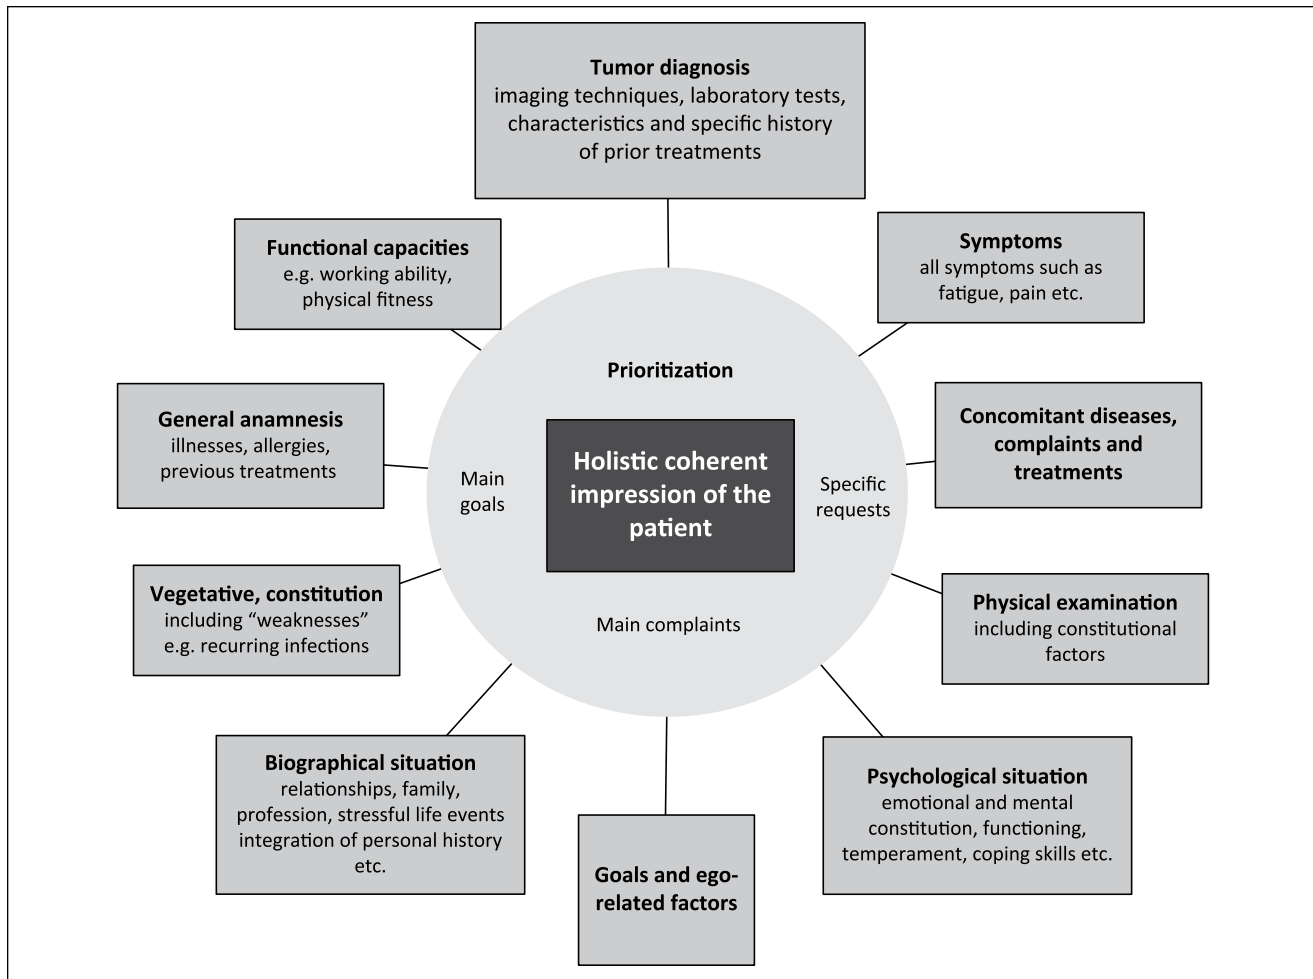 Tumor diagnosis
imaging techniques, laboratory tests,
characteristics and specific history
of prior treatments
Functional capacities
e.g. working ability,
physical fitness
Symptoms
all symptoms such as
fatigue, pain etc.
Prioritization
General anamnesis
illnesses, allergies,
previous treatments
Main
goals
Holistic coherent
impression of the
patient
Specific
requests
Concomitant diseases,
complaints and
treatments
Vegetative, constitution
including “weaknesses”
e.g. recurring infections
Main complaints
Physical examination
including constitutional
factors
Biographical situation
relationships, family,
profession, stressful life events
integration of personal history
etc.
Goals and ego-
related factors
Psychological situation
emotional and mental
constitution, functioning,
temperament, coping skills etc.